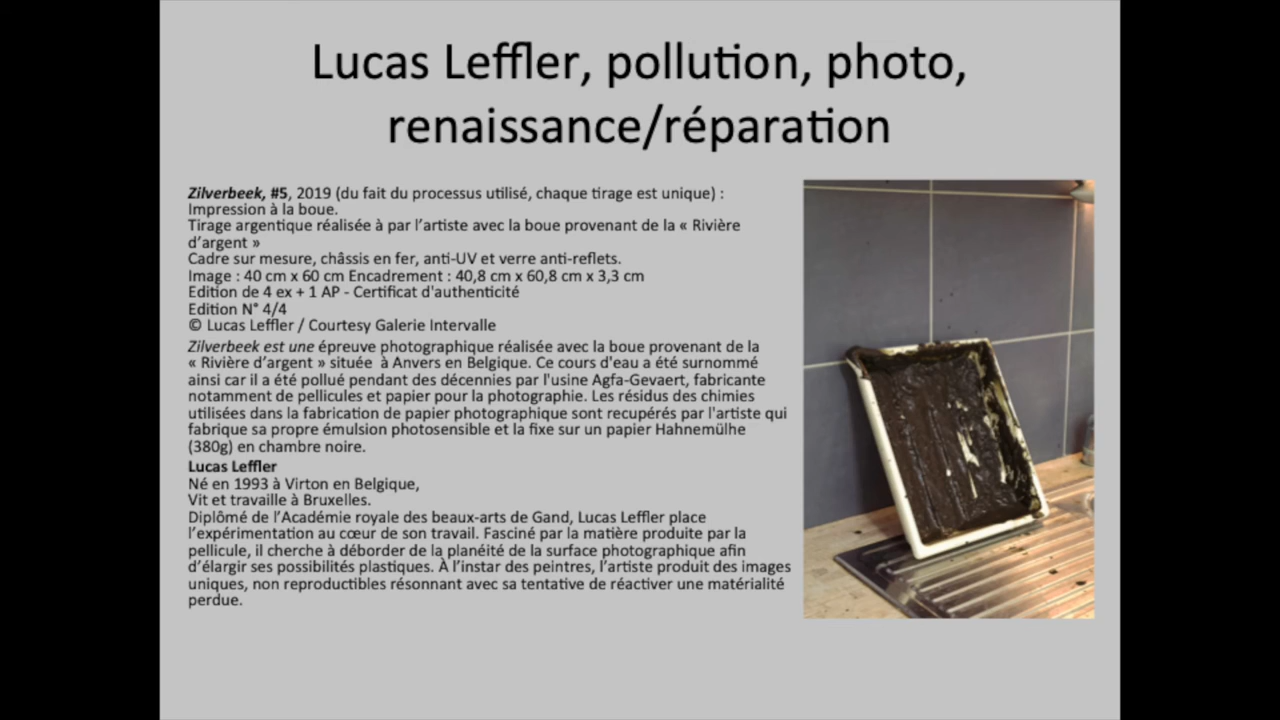 Lucas Leffler, pollution, photo,
renaissance/réparation
Zilverbeek, #5, 2019 (du fait du processus utilisé, chaque tirage est unique) :
Impression à la boue.
Tirage argentique réalisée à par l’artiste avec la boue provenant de la « Rivière
d’argent »
Cadre sur mesure, châssis en fer, anti-UV et verre anti-reflets.
Image : 40 cm x 60 cm Encadrement : 40,8 cm x 60,8 cm x 3,3 cm
Edition de 4 ex + 1 AP - Certificat d'authenticité
Edition N° 4/4
© Lucas Leffler / Courtesy Galerie Intervalle
Zilverbeek est une épreuve photographique réalisée avec la boue provenant de la
« Rivière d’argent » située à Anvers en Belgique. Ce cours d'eau a été surnommé
ainsi car il a été pollué pendant des décennies par l'usine Agfa-Gevaert, fabricante
notamment de pellicules et papier pour la photographie. Les résidus des chimies
utilisées dans la fabrication de papier photographique sont recupérés par l'artiste qui
fabrique sa propre émulsion photosensible et la fixe sur un papier Hahnemülhe
(380g) en chambre noire.
Lucas Leffler
Né en 1993 à Virton en Belgique,
Vit et travaille à Bruxelles.
Diplômé de l’Académie royale des beaux-arts de Gand, Lucas Leffler place
l’expérimentation au cœur de son travail. Fasciné par la matière produite par la
pellicule, il cherche à déborder de la planéité de la surface photographique afin
d’élargir ses possibilités plastiques. À l’instar des peintres, l’artiste produit des images
uniques, non reproductibles résonnant avec sa tentative de réactiver une matérialité
perdue.